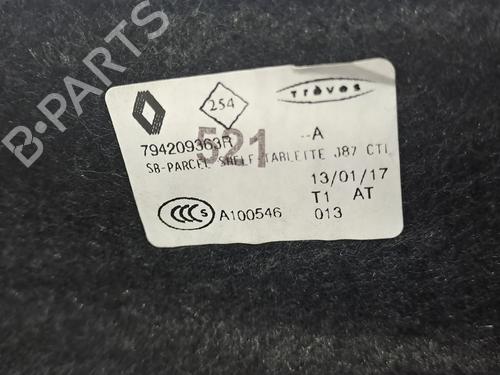 254
Trèves
794209363R --A
521
SB-PARCEL SHELF TABLETTE J87 CTL
13/01/17
T1 AT
CCC S A100546 013
B-PARTS